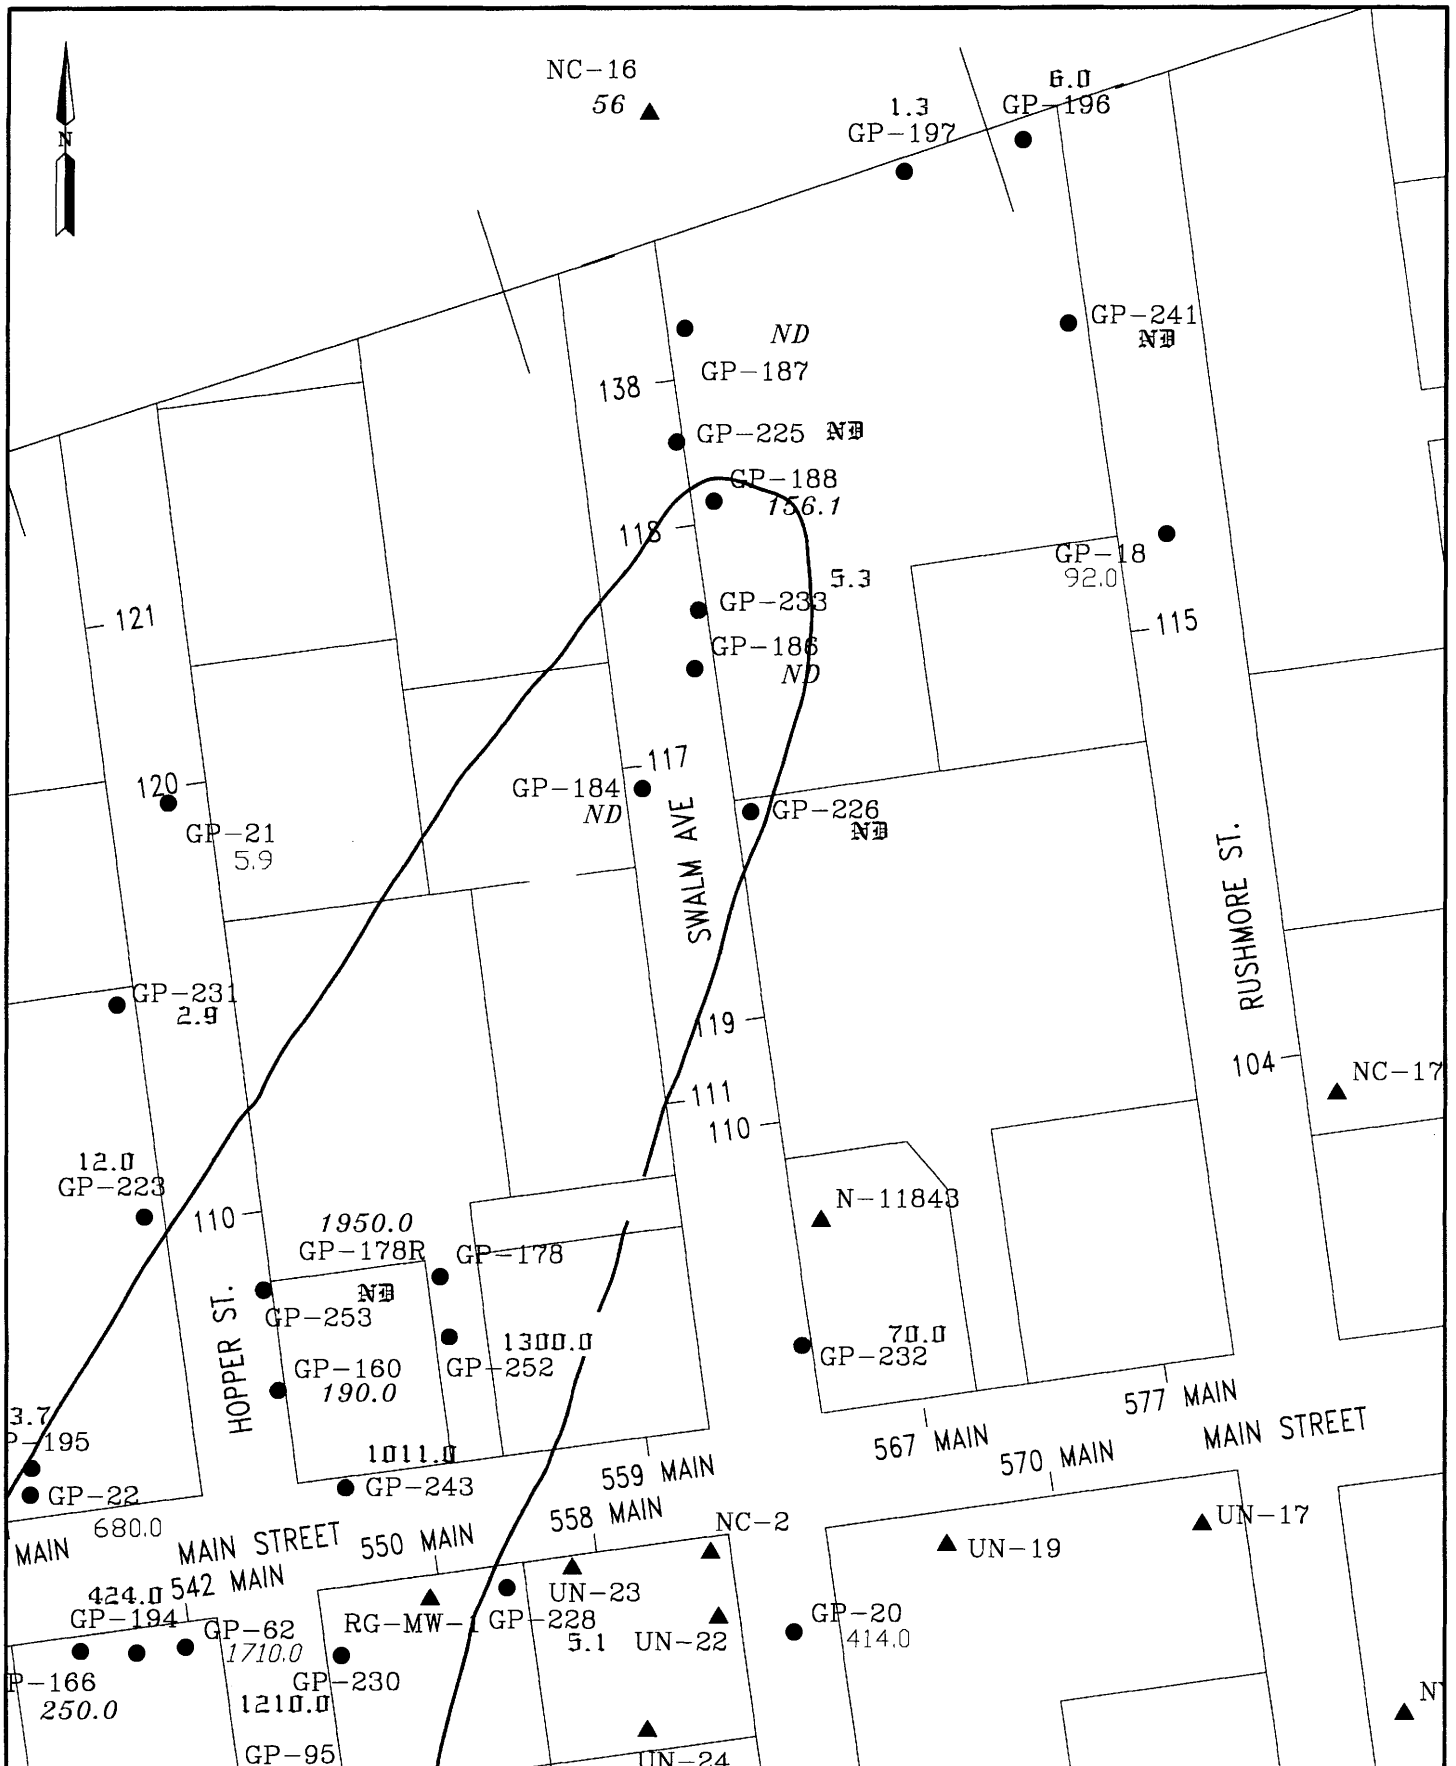 NC-16
56
6.0
GP-196
1.3
GP-197
N
GP-241
ND
ND
GP-187
138
GP-225 ND
GP-188
156.1
118
GP-18
92.0
5.3
GP-233
121
115
GP-186
ND
117
120
GP-184
ND
GP-226
ND
GP-21
5.9
SWALM AVE
RUSHMORE ST.
GP-231
2.9
119
104
NC-17
111
110
12.0
GP-223
N-11843
110
1950.0
GP-178R
GP-178
ND
GP-253
HOPPER ST.
1300.0
GP-252
70.0
GP-232
GP-160
190.0
577 MAIN
3.7
P-195
567 MAIN
MAIN STREET
1011.0
GP-243
559 MAIN
570 MAIN
GP-22
680.0
558 MAIN
MAIN
MAIN STREET
550 MAIN
NC-2
UN-17
UN-19
424.0
542 MAIN
GP-194
UN-23
GP-62
1710.0
RG-MW-1
GP-228
5.1
UN-22
GP-20
414.0
P-166
250.0
GP-230
1210.0
GP-95
UN-24